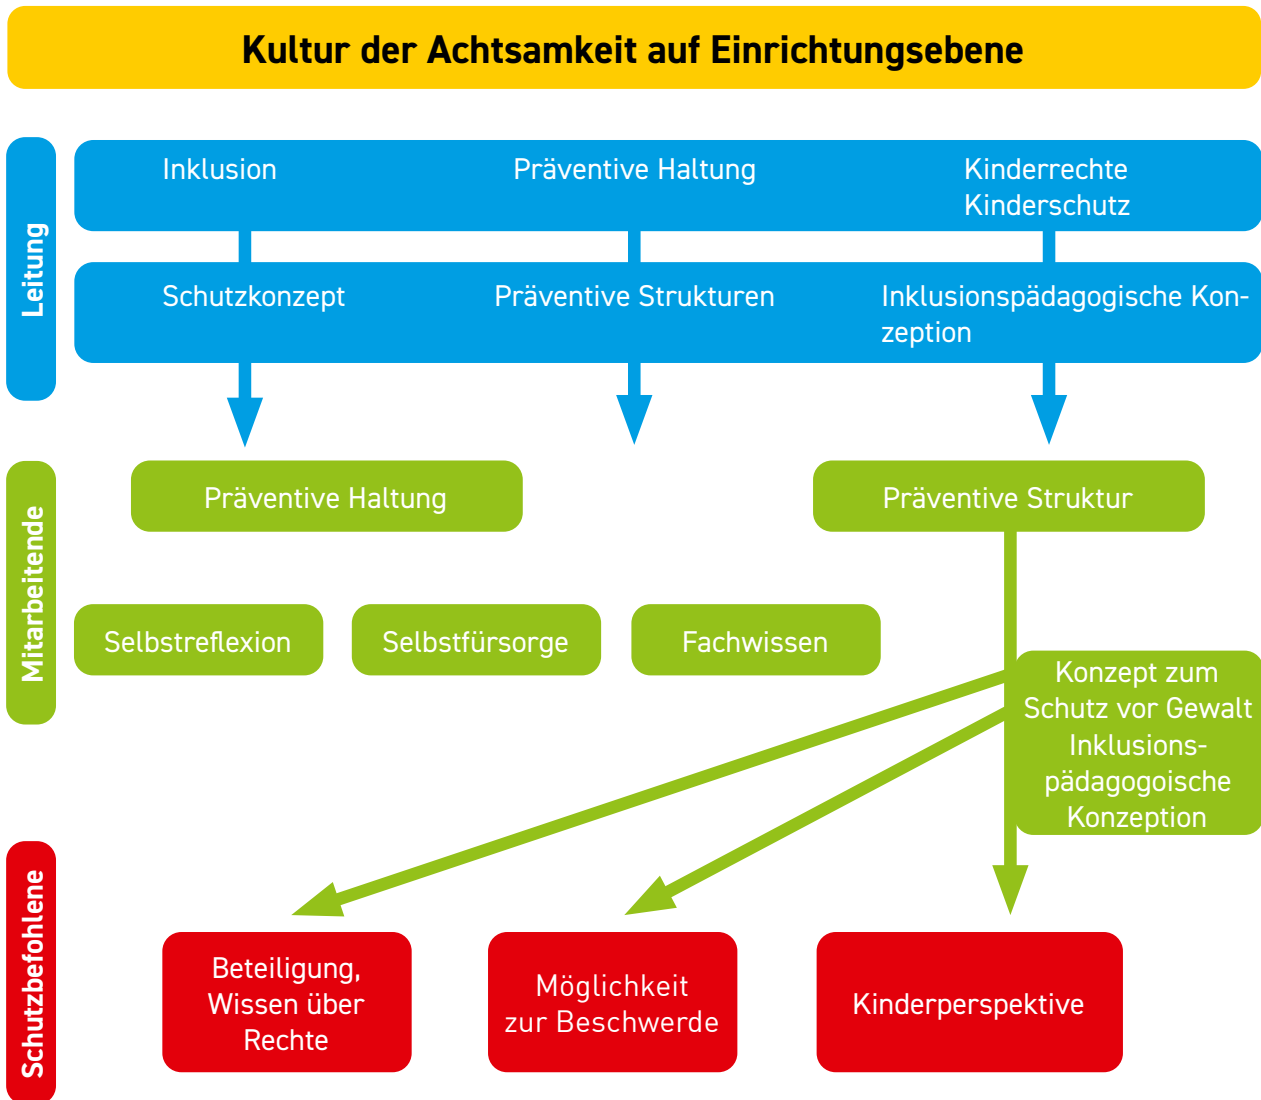 Kultur der Achtsamkeit auf Einrichtungsebene
Leitung
Inklusion
Präventive Haltung
Kinderrechte
Kinderschutz
Schutzkonzept
Präventive Strukturen
Inklusionspädagogische Kon-
zeption
Mitarbeitende
Präventive Haltung
Präventive Struktur
Selbstreflexion
Selbstfürsorge
Fachwissen
Konzept zum
Schutz vor Gewalt
Inklusions-
pädagogoische
Konzeption
Schutzbefohlene
Beteiligung,
Wissen über
Rechte
Möglichkeit
zur Beschwerde
Kinderperspektive